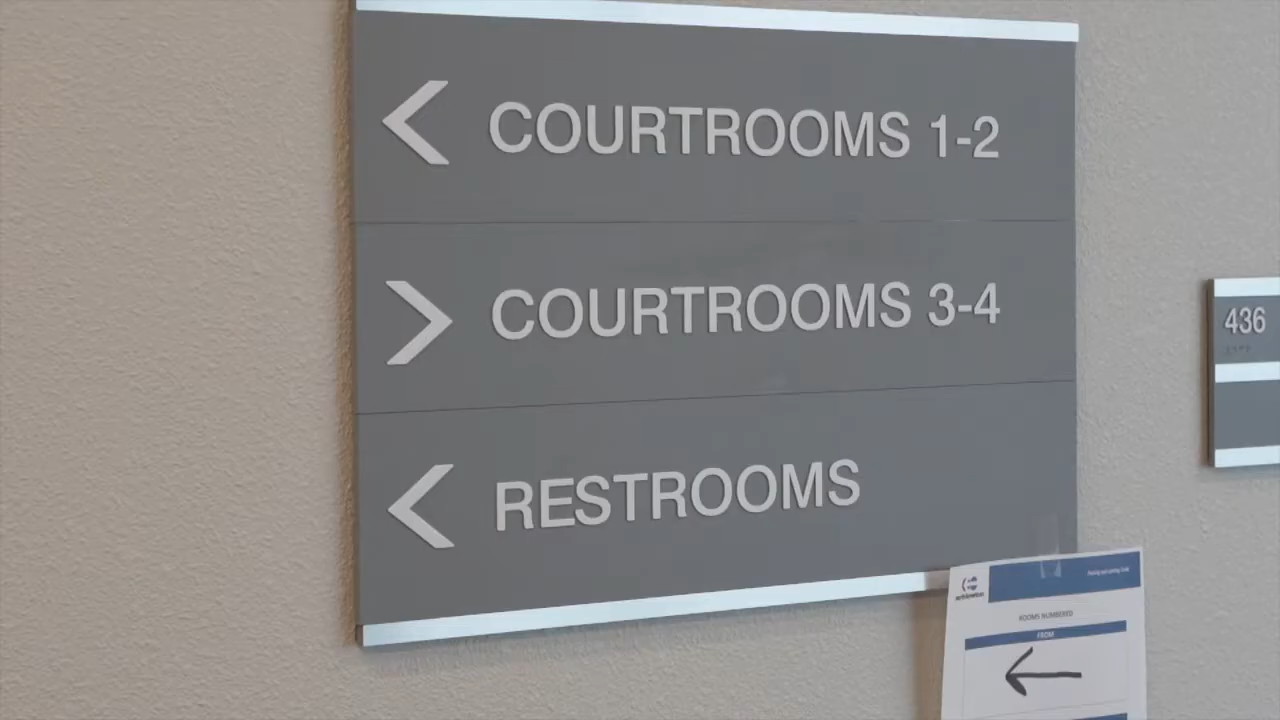 COURTROOMS 1-2
COURTROOMS 3-4
RESTROOMS
436
ROOMS NUMBERED
FROM